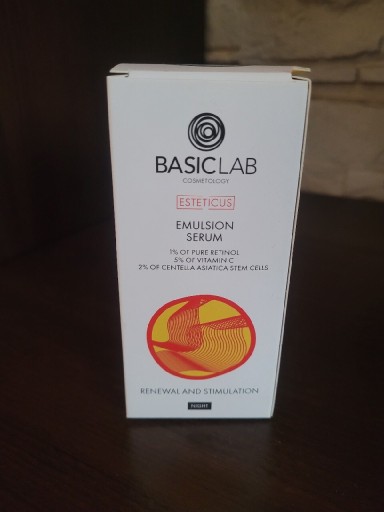 BASICLAB
COSMETOLOGY
ESTETICUS
EMULSION
SERUM
1% OF PURE RETINOL
5% OF VITAMIN C
2% OF CENTELLA ASIATICA STEM CELLS
RENEWAL AND STIMULATION
NIGHT